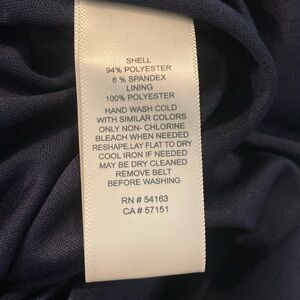 SHELL
94% POLYESTER
6 % SPANDEX
LINING
100% POLYESTER
HAND WASH COLD
WITH SIMILAR COLORS
ONLY NON- CHLORINE
BLEACH WHEN NEEDED
RESHAPE,LAY FLAT TO DRY
COOL IRON IF NEEDED
MAY BE DRY CLEANED
REMOVE BELT
BEFORE WASHING
RN # 54163
CA # 57151